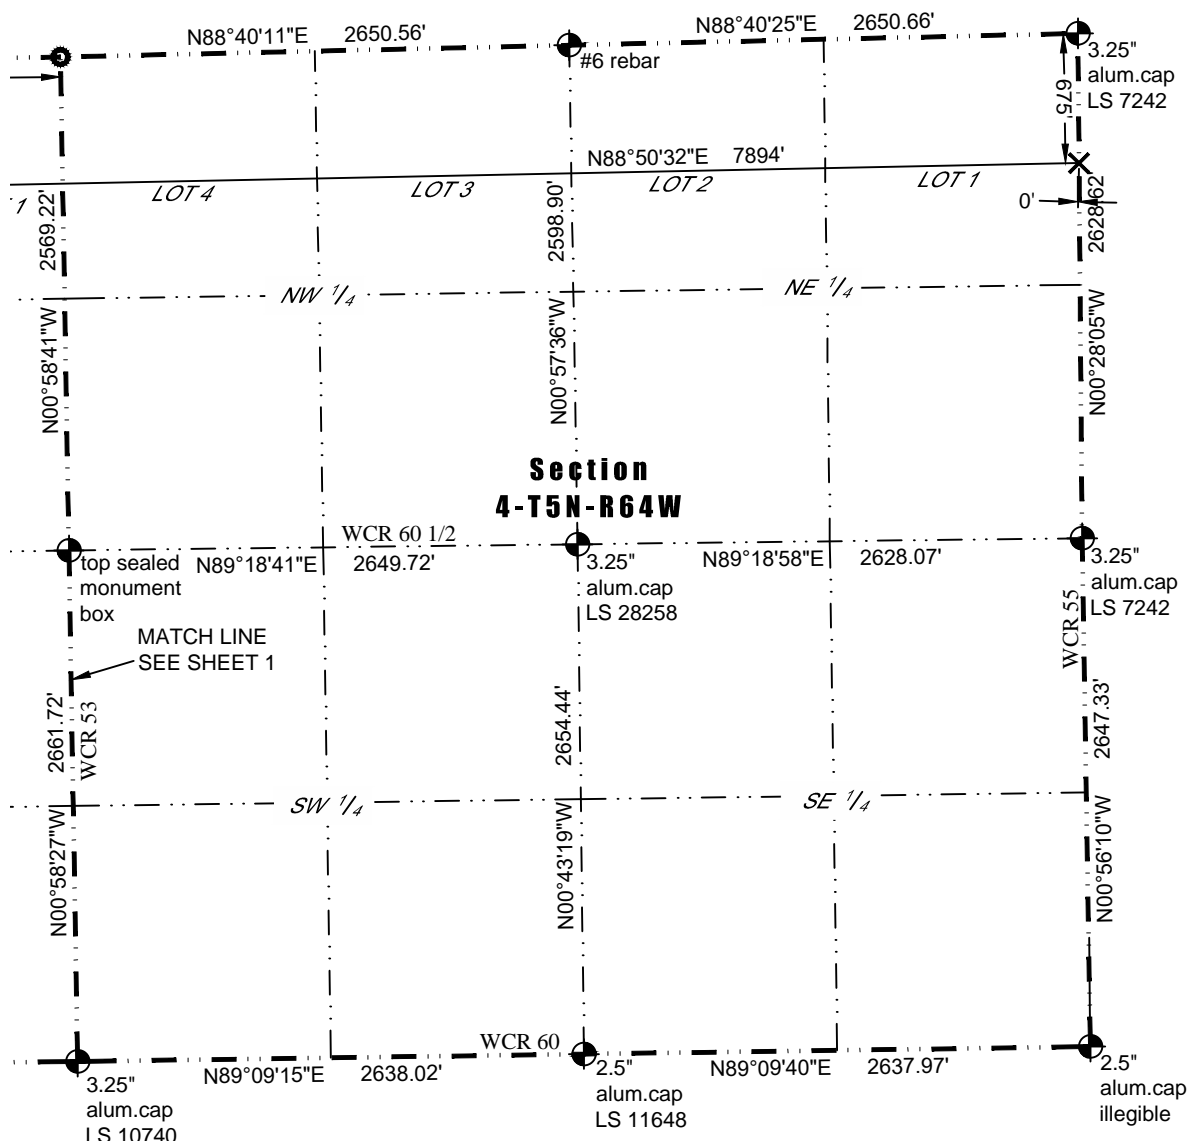 N88°40'11"E 2650.56'
N88°40'25"E 2650.66'
#6 rebar
3.25"
alum.cap
LS 7242
675'
N88°50'32"E 7894'
LOT 4
LOT 3
LOT 2
LOT 1
1
0'
2569.22'
2598.90'
2628.62'
NW 1/4
NE 1/4
N00°58'41"W
N00°57'36"W
N00°28'05"W
Section
4-T5N-R64W
WCR 60 1/2
top sealed
monument
box
N89°18'41"E 2649.72'
3.25"
alum.cap
LS 28258
N89°18'58"E 2628.07'
3.25"
alum.cap
LS 7242
MATCH LINE
SEE SHEET 1
WCR 55
2661.72'
WCR 53
2654.44'
2647.33'
SW 1/4
SE 1/4
N00°58'27"W
N00°43'19"W
N00°56'10"W
WCR 60
N89°09'15"E 2638.02'
N89°09'40"E 2637.97'
3.25"
alum.cap
LS 10740
2.5"
alum.cap
LS 11648
2.5"
alum.cap
illegible